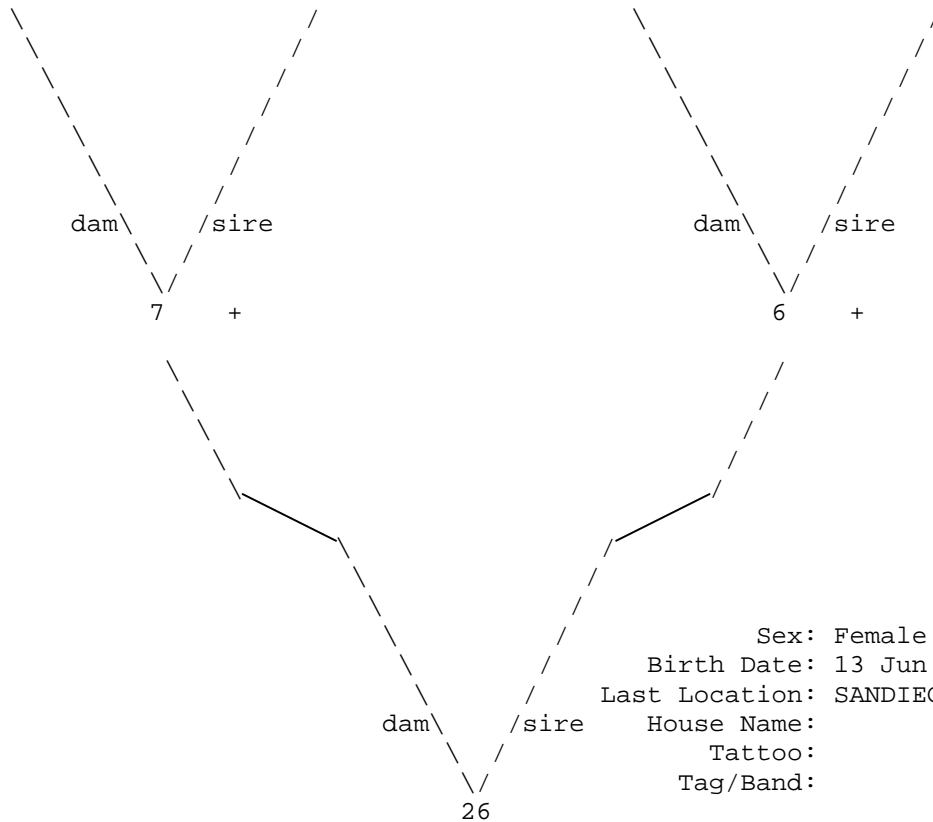 dam sire dam sire
7 + 6 +
Sex: Female
Birth Date: 13 Jun
Last Location: SANDIEG
dam sire House Name:
Tattoo:
Tag/Band:
26